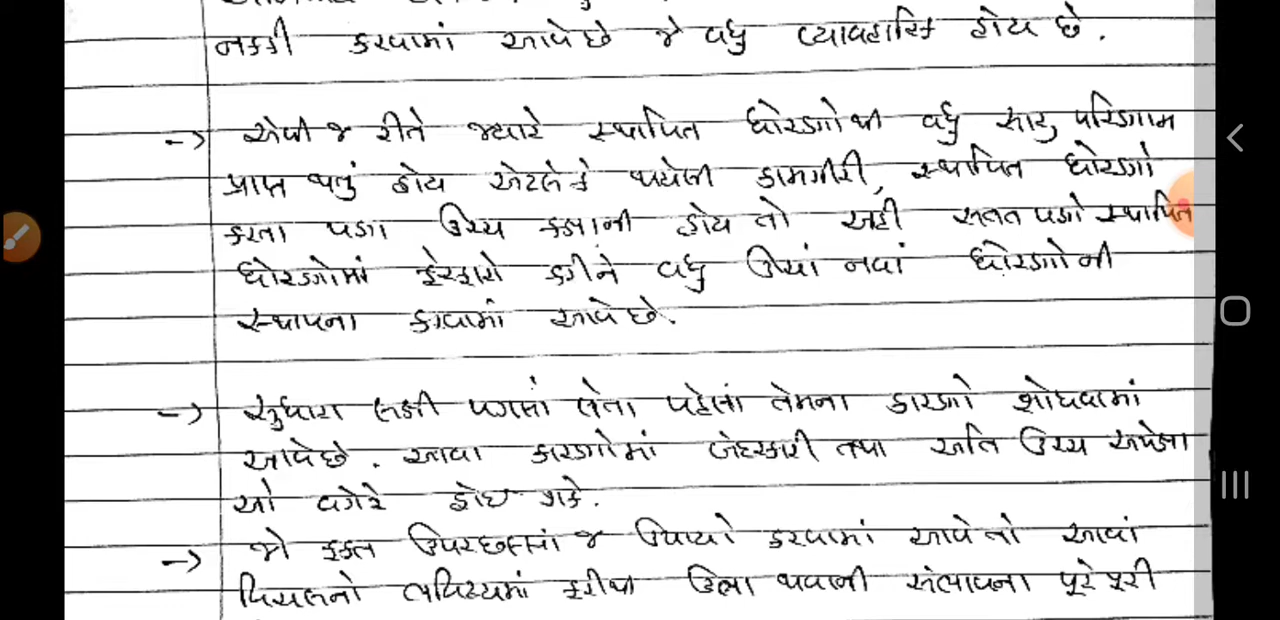 નક્કી કરવામાં આવે છે જે વધુ વ્યાવહારિક હોય છે.
→ એવી જ રીતે જ્યારે સ્થાપિત ધોરણોથી વધુ સારુ પરિણામ
પ્રાપ્ત થતું હોય એટલેકે થયેલી કામગીરી, સ્થાપિત ધોરણો
કરતા પણ ઉચ્ચ કક્ષાની હોય તો અહી સતત પણે સ્થાપિત
ધોરણોમાં ફેરફારો કરીને વધુ ઊંચાં નવાં ધોરણોની
સ્થાપના કરવામાં આવે છે.
→ સુધારા લક્ષી પગલાં લેતા પહેલાં તેમના કારણો શોધવામાં
આવે છે. આવા કારણોમાં બેદરકારી તથા અતિ ઉચ્ચ અપેક્ષા
ઓ વગેરે હોઇ શકે.
→ જો ફક્ત ઉપરછલ્લાં જ ઉપાયો કરવામાં આવે તો આવાં
વિચલનો ભવિષ્યમાં ફરીથી ઉભા થવાની સંભાવના પૂરે પૂરી